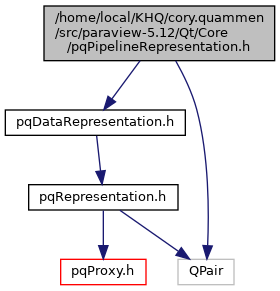 /home/local/KHQ/cory.quammen
/src/paraview-5.12/Qt/Core
/pqPipelineRepresentation.h
pqDataRepresentation.h
pqRepresentation.h
pqProxy.h
QPair